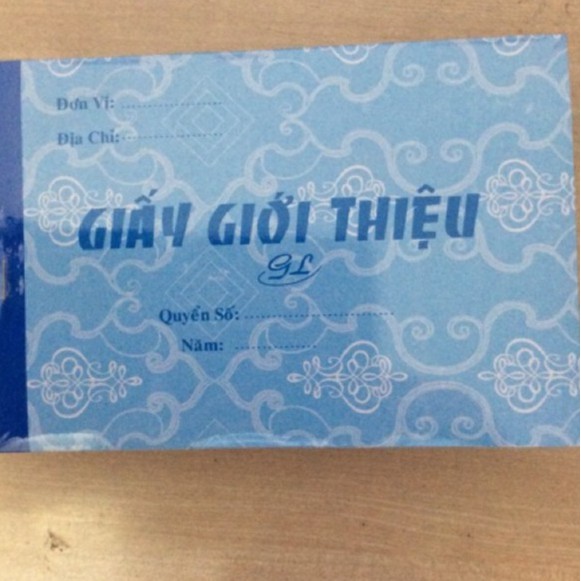 Đơn Vị: ....................
Địa Chỉ: ....................
GIẤY GIỚI THIỆU
GL
Quyển Số: ..............................
Năm: ................